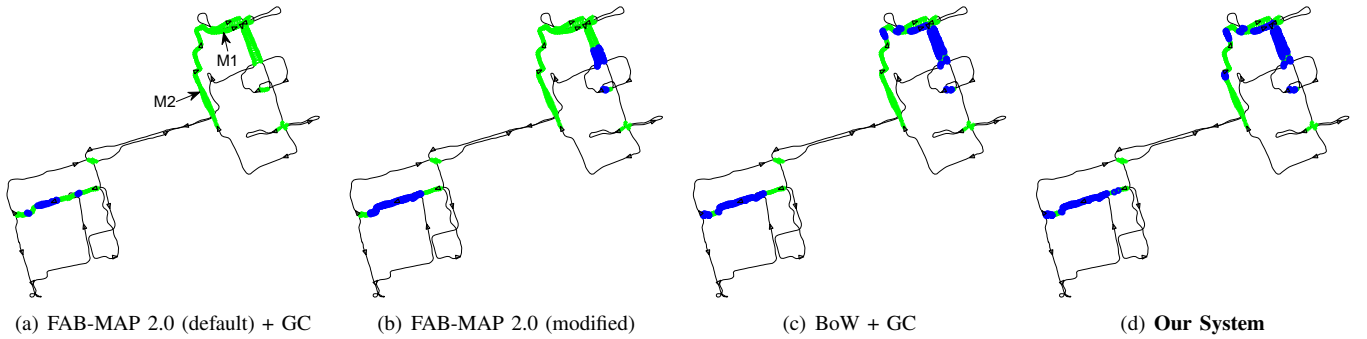 M1
M2
(a) FAB-MAP 2.0 (default) + GC
(b) FAB-MAP 2.0 (modified)
(c) BoW + GC
(d) Our System